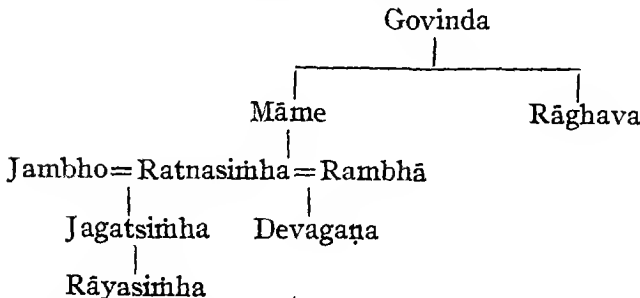 Govinda
Māme Rāghava
Jambho=Ratnasiṁha=Rambhā
Jagatsiṁha Devagaṇa
Rāyasiṁha